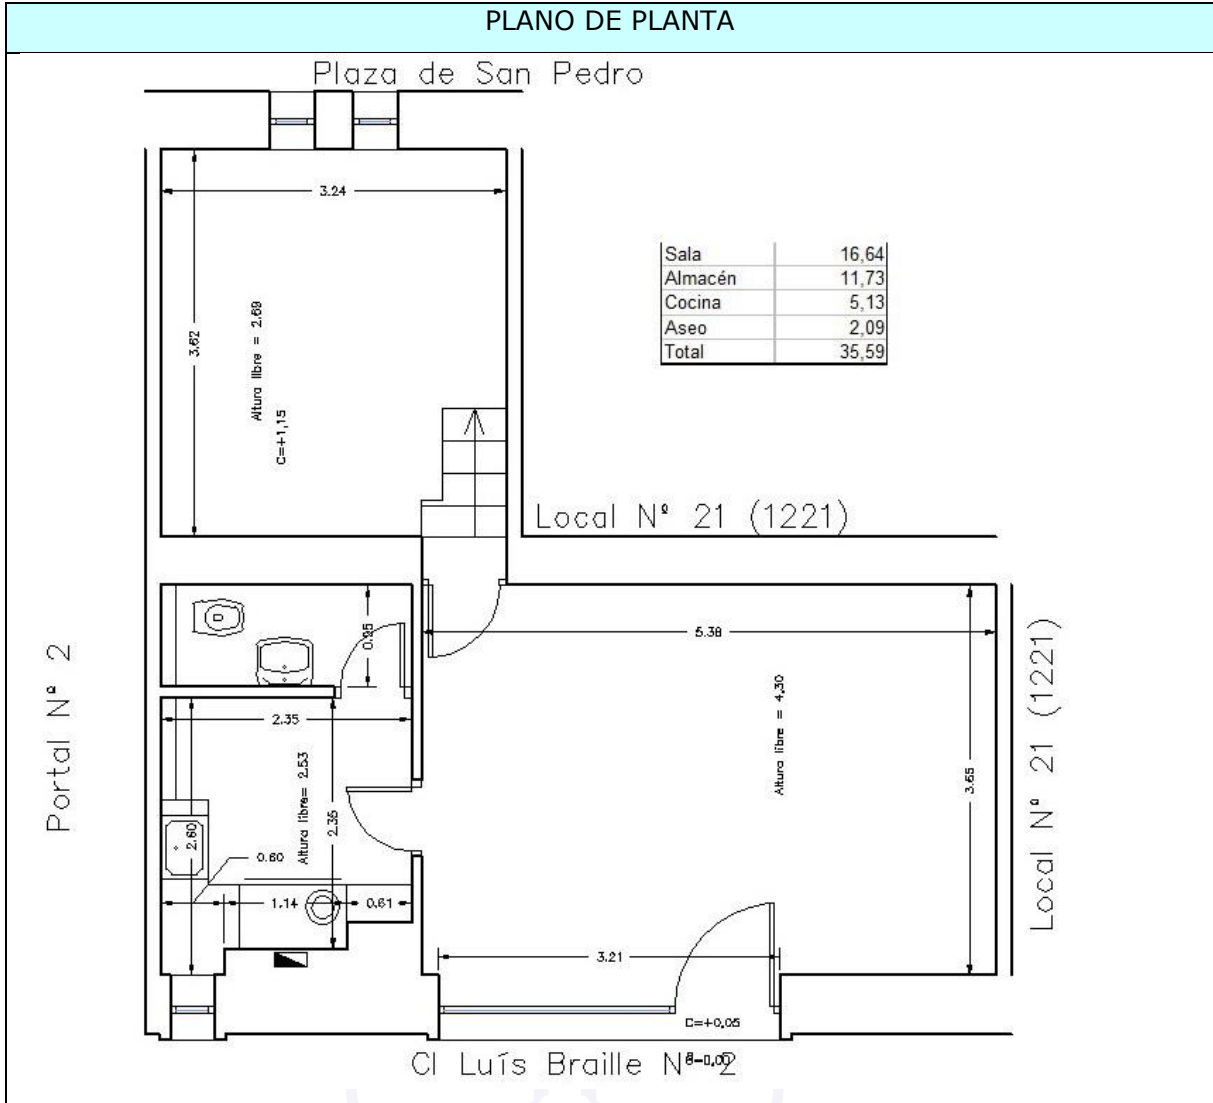 PLANO DE PLANTA
Plaza de San Pedro
3.24
3.62
Altura libre = 2.69
C=+1,15
Sala 16,64
Almacén 11,73
Cocina 5,13
Aseo 2,09
Total 35,59
Local Nº 21 (1221)
0.95
5.38
Portal Nº 2
2.35
Altura libre= 2.53
2.35
2.60
0.60
1.14
0.61
Altura libre = 4,30
3.65
Local Nº 21 (1221)
3.21
C=+0,05
Cl Luís Braille Nº 2